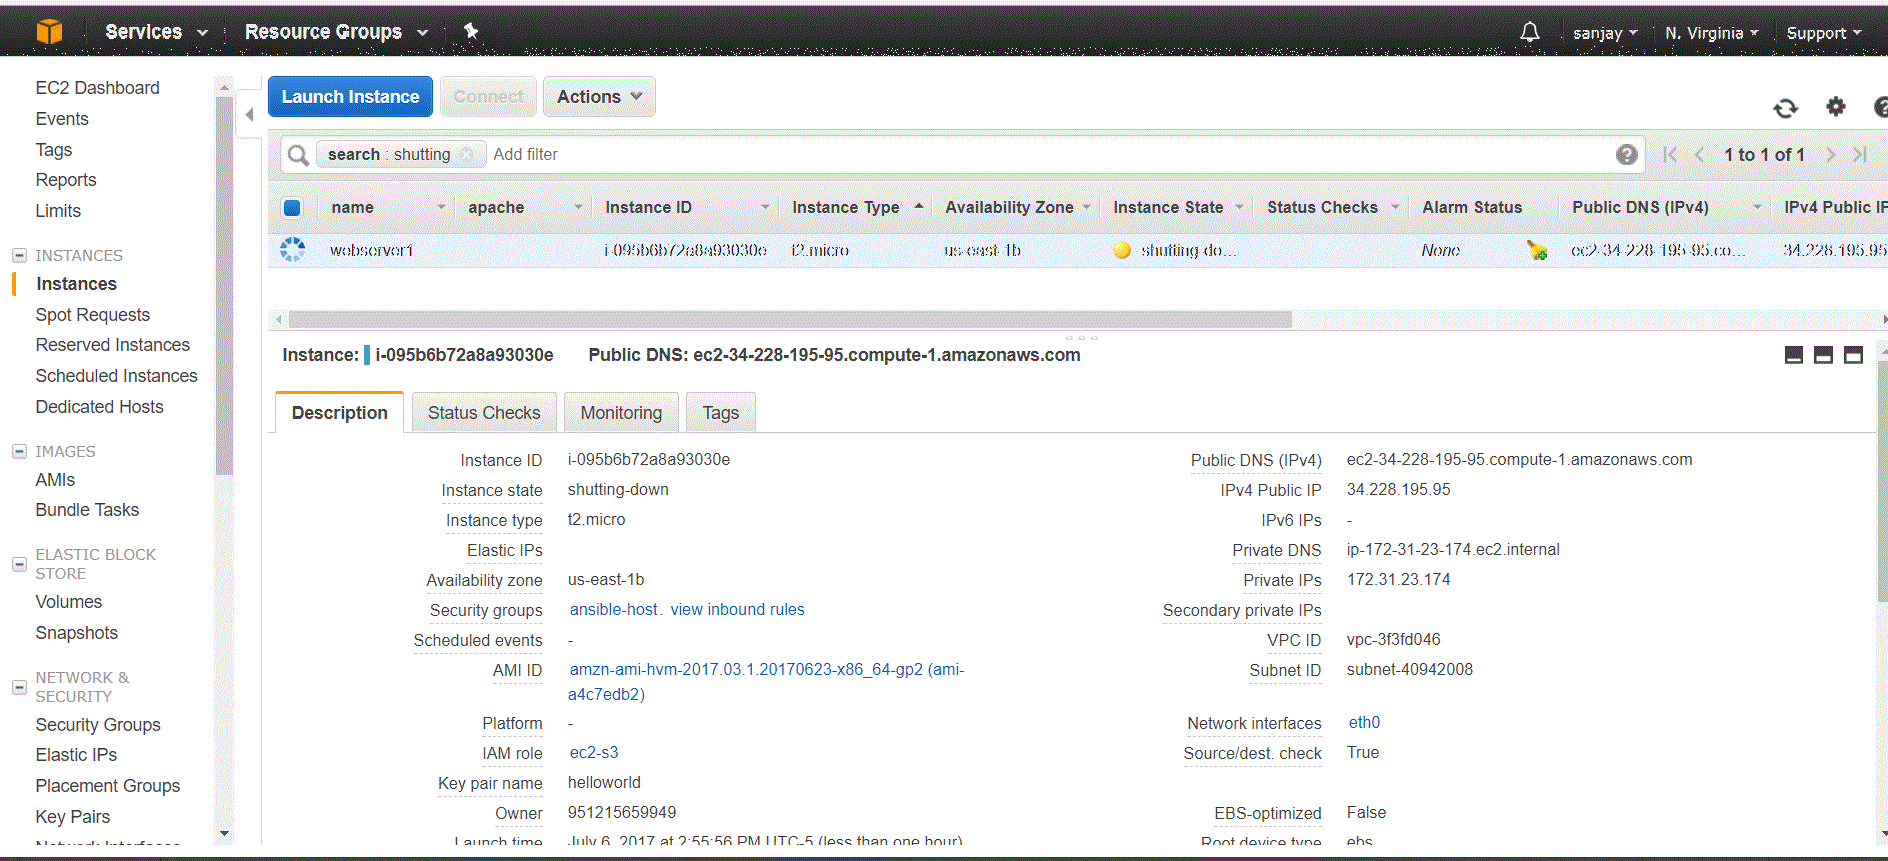 Services Resource Groups sanjay N. Virginia Support
EC2 Dashboard
Events
Tags
Reports
Limits
INSTANCES
Instances
Spot Requests
Reserved Instances
Scheduled Instances
Dedicated Hosts
IMAGES
AMIs
Bundle Tasks
ELASTIC BLOCK
STORE
Volumes
Snapshots
NETWORK &
SECURITY
Security Groups
Elastic IPs
Placement Groups
Key Pairs
Network Interfaces
Launch Instance Connect Actions
search : shutting Add filter 1 to 1 of 1
name apache Instance ID Instance Type Availability Zone Instance State Status Checks Alarm Status Public DNS (IPv4) IPv4 Public IP
webserver1 i-095b6b72a8a93030e t2.micro us-east-1b shutting-do... None ec2-34-228-195-95.co... 34.228.195.95
Instance: i-095b6b72a8a93030e Public DNS: ec2-34-228-195-95.compute-1.amazonaws.com
Description Status Checks Monitoring Tags
Instance ID i-095b6b72a8a93030e Public DNS (IPv4) ec2-34-228-195-95.compute-1.amazonaws.com
Instance state shutting-down IPv4 Public IP 34.228.195.95
Instance type t2.micro IPv6 IPs -
Elastic IPs Private DNS ip-172-31-23-174.ec2.internal
Availability zone us-east-1b Private IPs 172.31.23.174
Security groups ansible-host. view inbound rules Secondary private IPs
Scheduled events - VPC ID vpc-3f3fd046
AMI ID amzn-ami-hvm-2017.03.1.20170623-x86_64-gp2 (ami-
a4c7edb2) Subnet ID subnet-40942008
Platform - Network interfaces eth0
IAM role ec2-s3 Source/dest. check True
Key pair name helloworld
Owner 951215659949 EBS-optimized False
Launch time July 6, 2017 at 2:55:56 PM UTC-5 (less than one hour) Root device type ebs